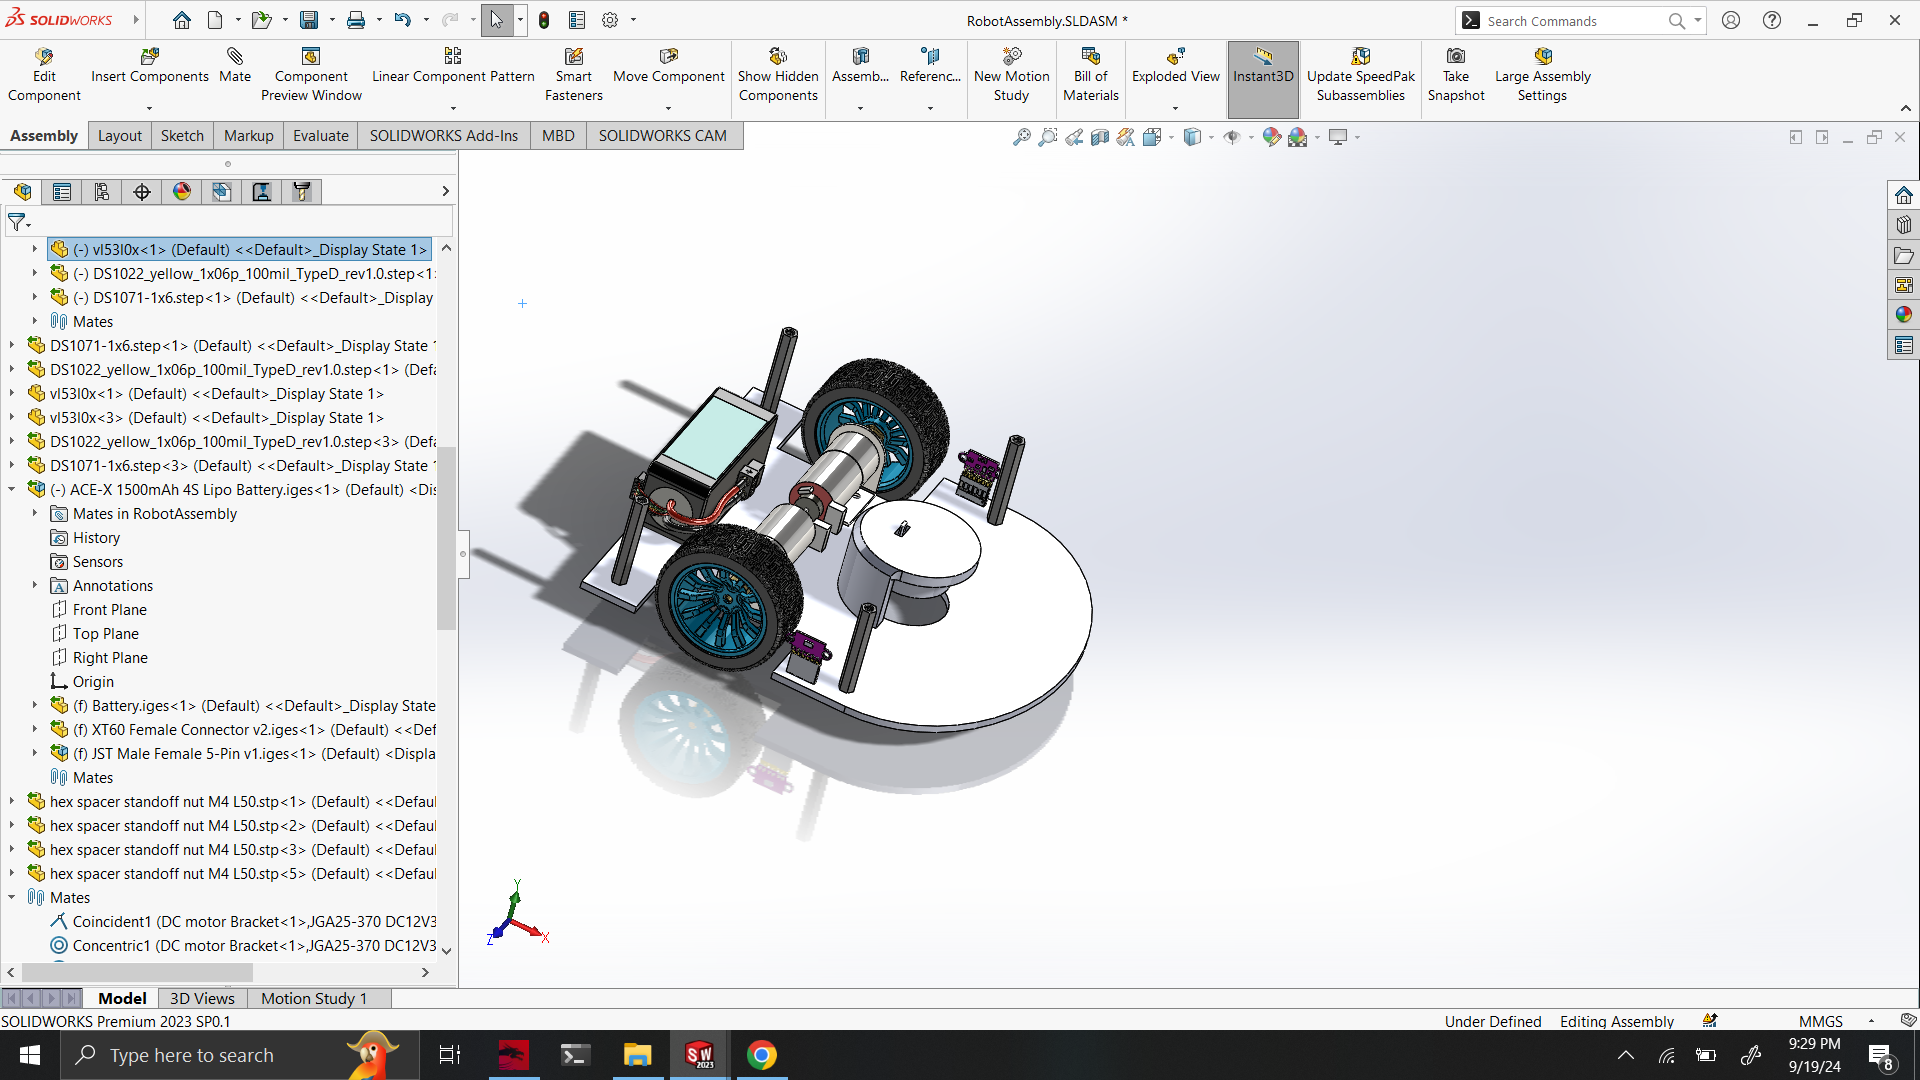 SOLIDWORKS
RobotAssembly.SLDASM *
Search Commands
Edit Component
Insert Components
Mate
Component Preview Window
Linear Component Pattern
Smart Fasteners
Move Component
Show Hidden Components
Assemb...
Referenc...
New Motion Study
Bill of Materials
Exploded View
Instant3D
Update SpeedPak Subassemblies
Take Snapshot
Large Assembly Settings
Assembly
Layout
Sketch
Markup
Evaluate
SOLIDWORKS Add-Ins
MBD
SOLIDWORKS CAM
(-) vl53l0x<1> (Default) <<Default>_Display State 1>
(-) DS1022_yellow_1x06p_100mil_TypeD_rev1.0.step<1>
(-) DS1071-1x6.step<1> (Default) <<Default>_Display
Mates
DS1071-1x6.step<1> (Default) <<Default>_Display State 1
DS1022_yellow_1x06p_100mil_TypeD_rev1.0.step<1> (Defa
vl53l0x<1> (Default) <<Default>_Display State 1>
vl53l0x<3> (Default) <<Default>_Display State 1>
DS1022_yellow_1x06p_100mil_TypeD_rev1.0.step<3> (Defa
DS1071-1x6.step<3> (Default) <<Default>_Display State 1
(-) ACE-X 1500mAh 4S Lipo Battery.iges<1> (Default) <Dis
Mates in RobotAssembly
History
Sensors
Annotations
Front Plane
Top Plane
Right Plane
Origin
(f) Battery.iges<1> (Default) <<Default>_Display State
(f) XT60 Female Connector v2.iges<1> (Default) <<Def
(f) JST Male Female 5-Pin v1.iges<1> (Default) <Displa
Mates
hex spacer standoff nut M4 L50.stp<1> (Default) <<Defaul
hex spacer standoff nut M4 L50.stp<2> (Default) <<Defaul
hex spacer standoff nut M4 L50.stp<3> (Default) <<Defaul
hex spacer standoff nut M4 L50.stp<5> (Default) <<Defaul
Mates
Coincident1 (DC motor Bracket<1>,JGA25-370 DC12V3
Concentric1 (DC motor Bracket<1>,JGA25-370 DC12V3
Y
Z
X
Model
3D Views
Motion Study 1
SOLIDWORKS Premium 2023 SP0.1
Under Defined
Editing Assembly
MMGS
Type here to search
SW 2023
9:29 PM
9/19/24
8